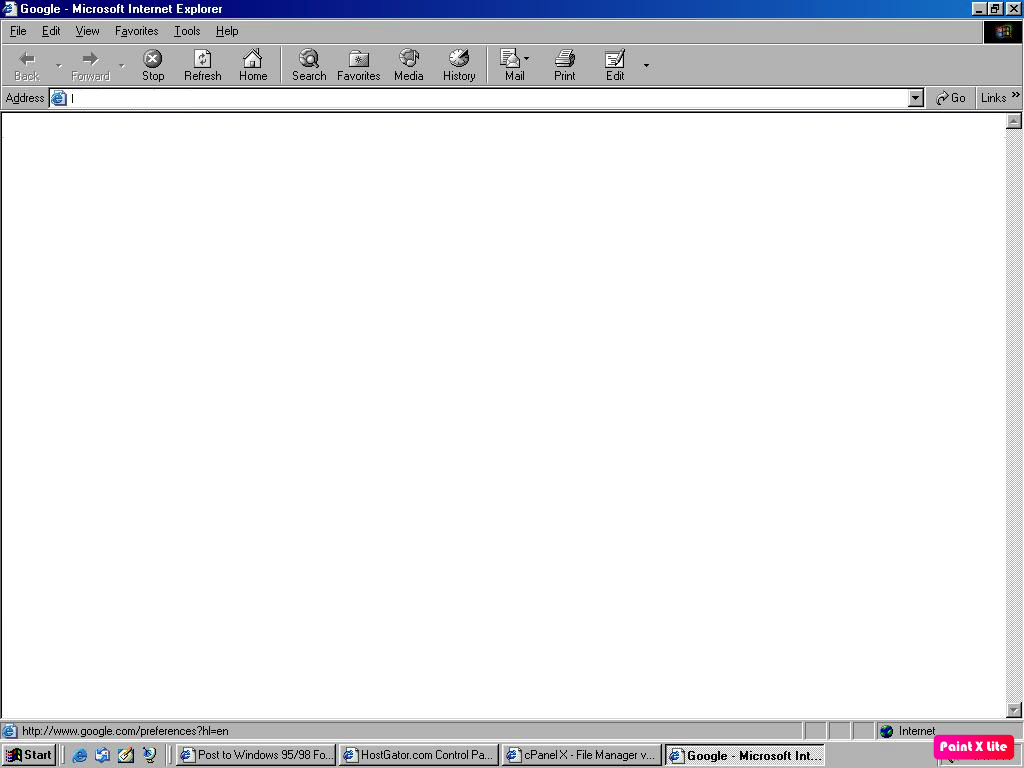 Google - Microsoft Internet Explorer
File Edit View Favorites Tools Help
Back Forward Stop Refresh Home Search Favorites Media History Mail Print Edit
Address Go Links »
http://www.google.com/preferences?hl=en Internet
Start Post to Windows 95/98 Fo... HostGator.com Control Pa... cPanel X - File Manager v... Google - Microsoft Int...
Paint X Lite